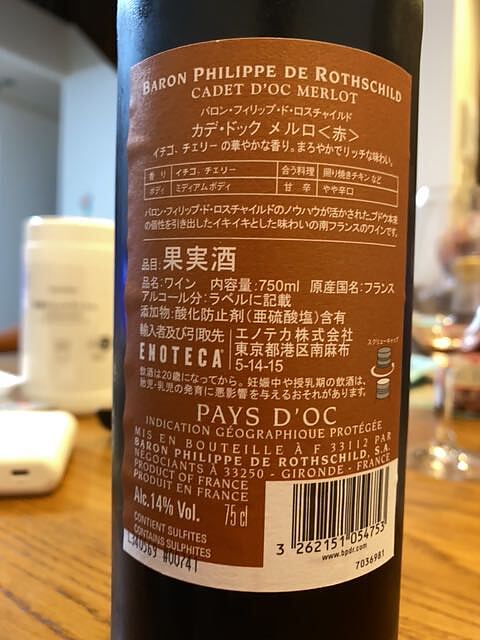 BARON PHILIPPE DE ROTHSCHILD
CADET D'OC MERLOT
バロン・フィリップ・ド・ロスチャイルド
カデ・ドック メルロ<赤>
イチゴ、チェリーの華やかな香り。まろやかでリッチな味わい。
香り イチゴ、チェリー 合う料理 照り焼きチキンなど
ボディ ミディアムボディ 甘辛 やや辛口
バロン・フィリップ・ド・ロスチャイルドのノウハウが活かされた、ブドウ本来
の個性を引き出したイキイキとした味わいの南フランスのワインです。
品目:果実酒
品名:ワイン 内容量:750ml 原産国名:フランス
アルコール分:ラベルに記載
添加物:酸化防止剤(亜硫酸塩)含有
輸入者及び引取先 エノテカ株式会社
ENOTECA 東京都港区南麻布
5-14-15
スクリューキャップ
飲酒は20歳になってから。妊娠中や授乳期の飲酒は、
胎児・乳児の発育に悪影響を与えるおそれがあります。
PAYS D'OC
INDICATION GÉOGRAPHIQUE PROTÉGÉE
MIS EN BOUTEILLE À F 33112 PAR
BARON PHILIPPE DE ROTHSCHILD, S.A.
NÉGOCIANTS À 33250 - GIRONDE - FRANCE
PRODUCT OF FRANCE
PRODUIT EN FRANCE
Alc.14% Vol. 75 cl
CONTIENT SULFITES
CONTAINS SULPHITES
3 262151 054753
www.bpdr.com
7036981